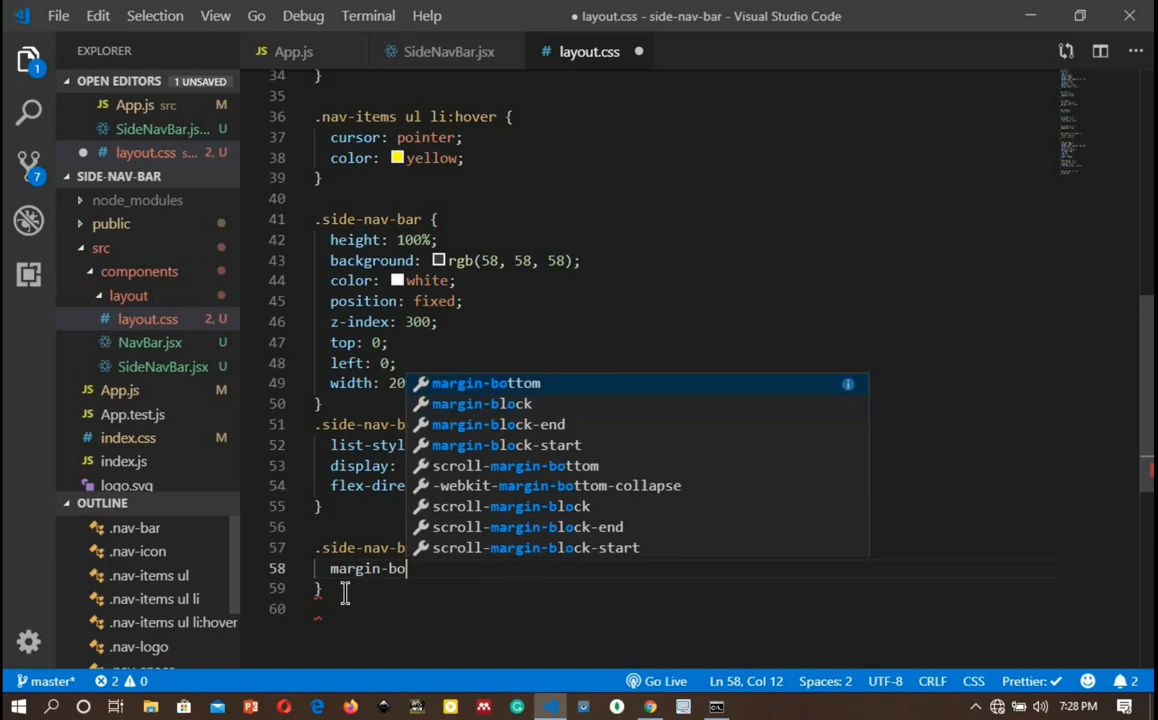 File Edit Selection View Go Debug Terminal Help
● layout.css - side-nav-bar - Visual Studio Code
EXPLORER
JS App.js
SideNavBar.jsx
# layout.css ●
OPEN EDITORS 1 UNSAVED
JS App.js src M
SideNavBar.js... U
● # layout.css s... 2, U
SIDE-NAV-BAR
node_modules
public
src
components
layout
# layout.css 2, U
NavBar.jsx U
SideNavBar.jsx U
JS App.js M
JS App.test.js
# index.css M
JS index.js
logo.svg
OUTLINE
.nav-bar
.nav-icon
.nav-items ul
.nav-items ul li
.nav-items ul li:hover
.nav-logo
34 }
35
36 .nav-items ul li:hover {
37 cursor: pointer;
38 color: yellow;
39 }
40
41 .side-nav-bar {
42 height: 100%;
43 background: rgb(58, 58, 58);
44 color: white;
45 position: fixed;
46 z-index: 300;
47 top: 0;
48 left: 0;
49 width: 20
50 }
51 .side-nav-b
52 list-styl
53 display:
54 flex-dire
55 }
56
57 .side-nav-b
58 margin-bo
59 }
60
margin-bottom
margin-block
margin-block-end
margin-block-start
scroll-margin-bottom
-webkit-margin-bottom-collapse
scroll-margin-block
scroll-margin-block-end
scroll-margin-block-start
master* 2 0 Go Live Ln 58, Col 12 Spaces: 2 UTF-8 CRLF CSS Prettier: ✓ 2
7:28 PM